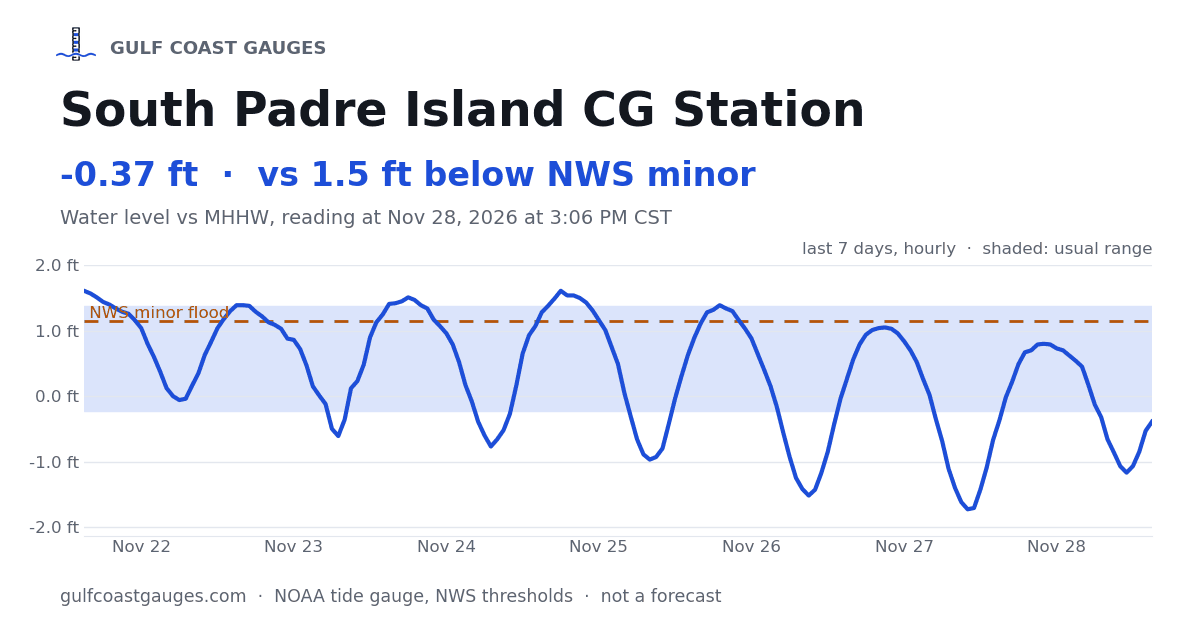 GULF COAST GAUGES
South Padre Island CG Station
-0.37 ft · vs 1.5 ft below NWS minor
Water level vs MHHW, reading at Nov 28, 2026 at 3:06 PM CST
last 7 days, hourly · shaded: usual range
2.0 ft
NWS minor flood
1.0 ft
0.0 ft
-1.0 ft
-2.0 ft
Nov 22 Nov 23 Nov 24 Nov 25 Nov 26 Nov 27 Nov 28
gulfcoastgauges.com · NOAA tide gauge, NWS thresholds · not a forecast